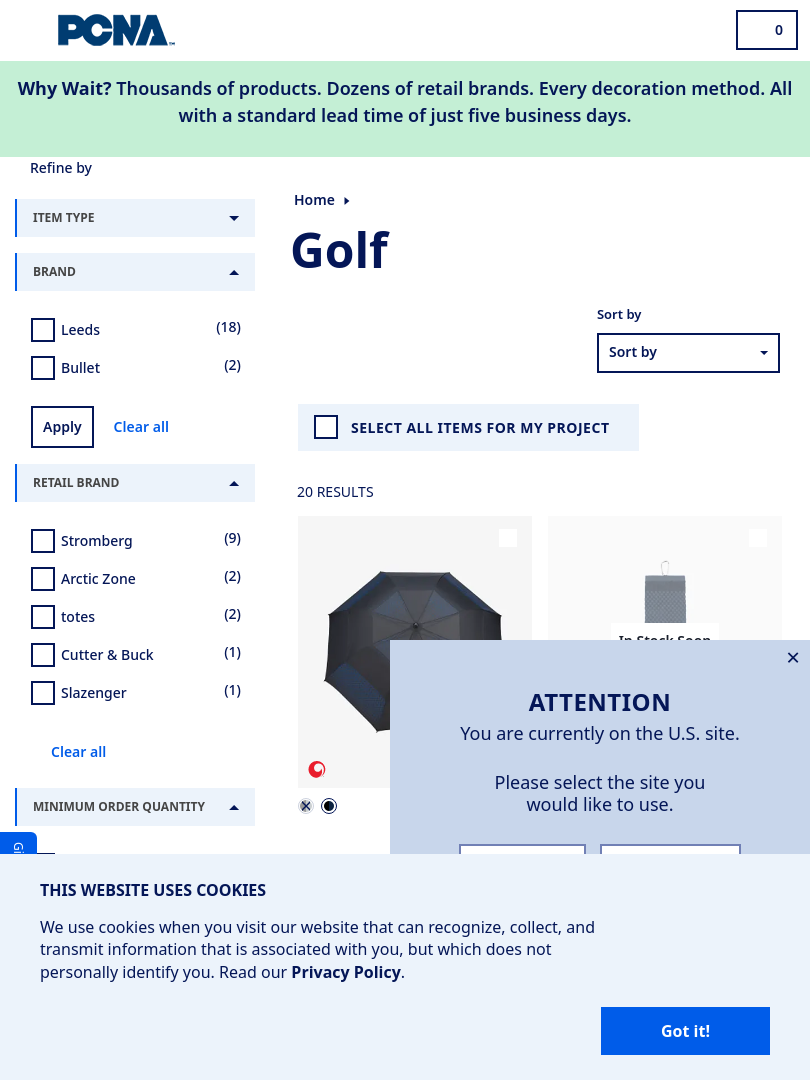 PCNA
0
Why Wait? Thousands of products. Dozens of retail brands. Every decoration method. All
with a standard lead time of just five business days.
Refine by
ITEM TYPE
BRAND
Leeds (18)
Bullet (2)
Apply Clear all
RETAIL BRAND
Stromberg (9)
Arctic Zone (2)
totes (2)
Cutter & Buck (1)
Slazenger (1)
Clear all
MINIMUM ORDER QUANTITY
Home
Golf
Sort by
Sort by
SELECT ALL ITEMS FOR MY PROJECT
20 RESULTS
In Stock Soon
✕
ATTENTION
You are currently on the U.S. site.
Please select the site you
would like to use.
THIS WEBSITE USES COOKIES
We use cookies when you visit our website that can recognize, collect, and
transmit information that is associated with you, but which does not
personally identify you. Read our Privacy Policy.
Got it!